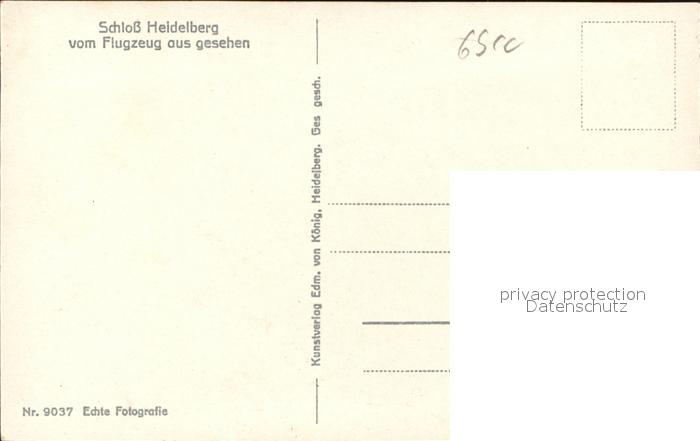 Schloß Heidelberg
vom Flugzeug aus gesehen
Kunstverlag Edm. von König, Heidelberg. Ges gesch.
privacy protection
Datenschutz
Nr. 9037 Echte Fotografie